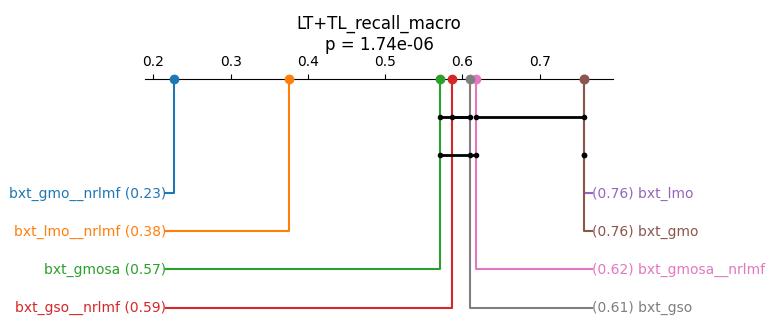 LT+TL_recall_macro
p = 1.74e-06
0.2 0.3 0.4 0.5 0.6 0.7
bxt_gmo__nrlmf (0.23) (0.76) bxt_lmo
bxt_lmo__nrlmf (0.38) (0.76) bxt_gmo
bxt_gmosa (0.57) (0.62) bxt_gmosa__nrlmf
bxt_gso__nrlmf (0.59) (0.61) bxt_gso